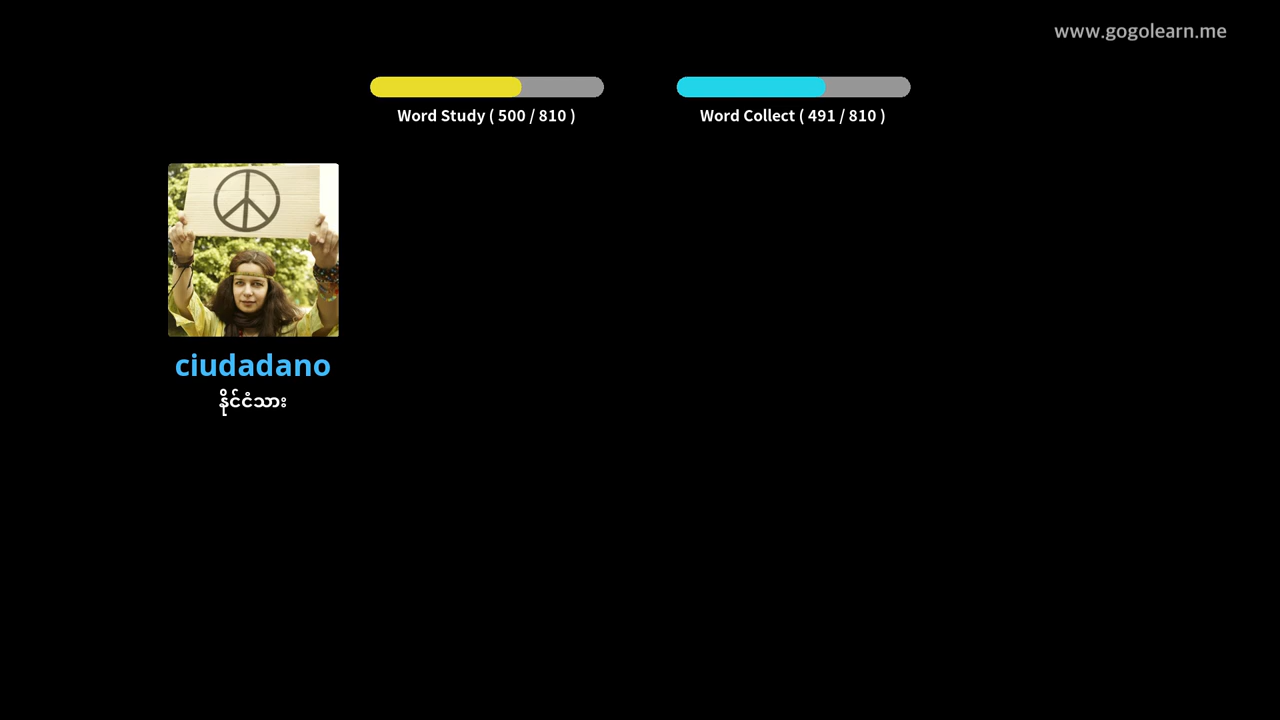 www.gogolearn.me
Word Study ( 500 / 810 )
Word Collect ( 491 / 810 )
ciudadano
နိုင်ငံသား